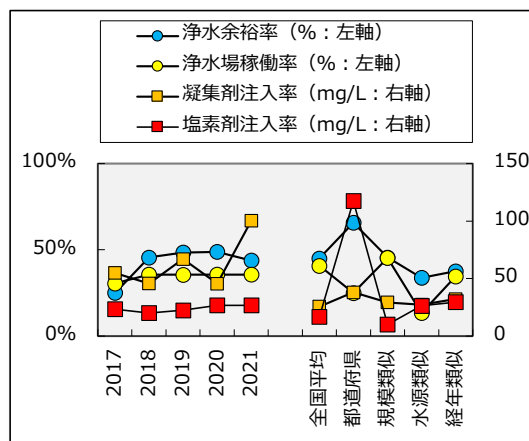 浄水余裕率（%：左軸）
浄水場稼働率（%：左軸）
凝集剤注入率（mg/L：右軸）
塩素剤注入率（mg/L：右軸）
100%
50%
0%
150
100
50
0
2017
2018
2019
2020
2021
全国平均
都道府県
規模類似
水源類似
経年類似